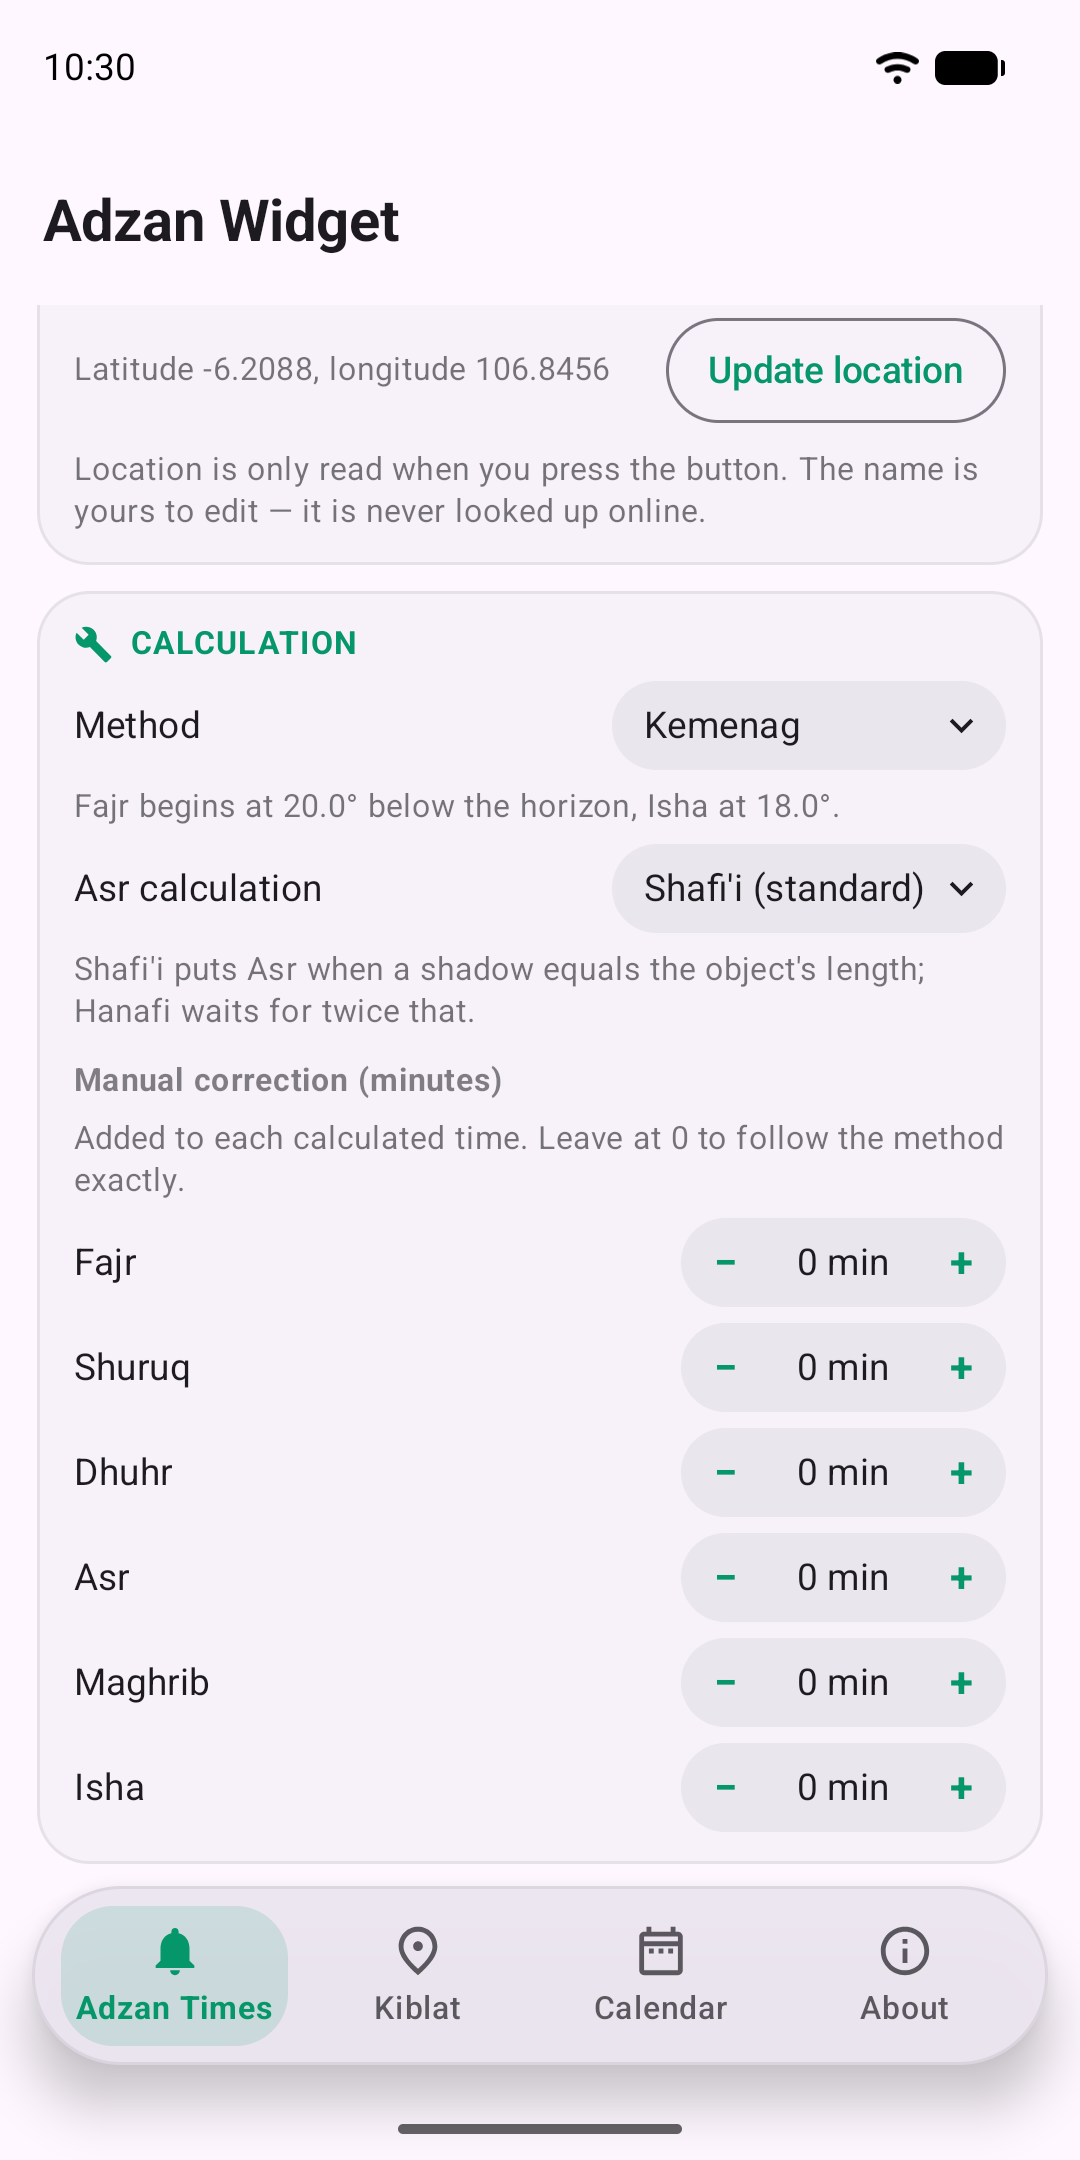 10:30
Adzan Widget
Latitude -6.2088, longitude 106.8456
Update location
Location is only read when you press the button. The name is
yours to edit — it is never looked up online.
CALCULATION
Method
Kemenag
Fajr begins at 20.0° below the horizon, Isha at 18.0°.
Asr calculation
Shafi'i (standard)
Shafi'i puts Asr when a shadow equals the object's length;
Hanafi waits for twice that.
Manual correction (minutes)
Added to each calculated time. Leave at 0 to follow the method
exactly.
Fajr
− 0 min +
Shuruq
− 0 min +
Dhuhr
− 0 min +
Asr
− 0 min +
Maghrib
− 0 min +
Isha
− 0 min +
Adzan Times
Kiblat
Calendar
About